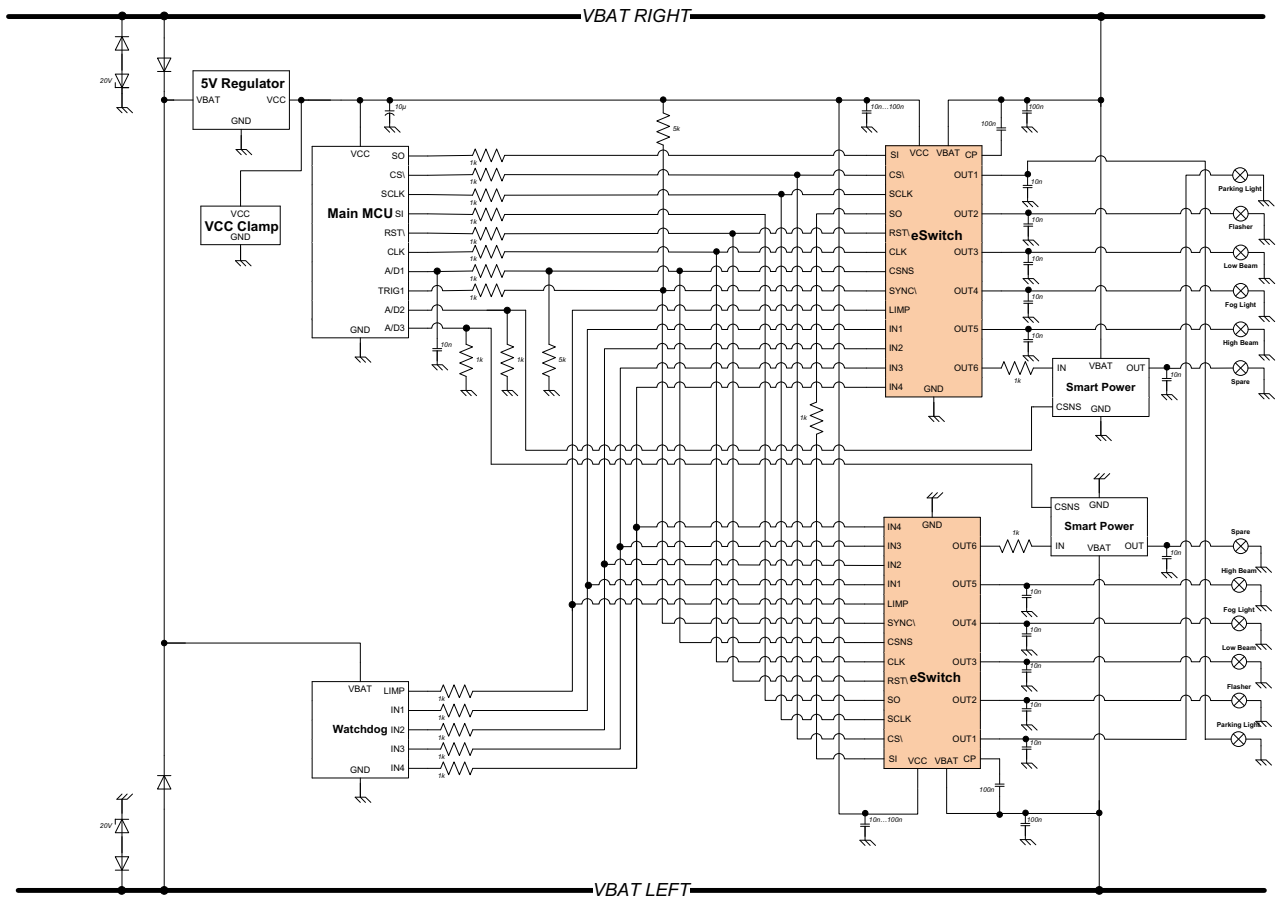 VBAT RIGHT
20V
5V Regulator
VBAT
VCC
GND
VCC
VCC Clamp
GND
10µ
5k
10n...100n
100n
100n
VCC
Main MCU
SO
CS\
SCLK
SI
RST\
CLK
A/D1
TRIG1
A/D2
A/D3
GND
1k
1k
1k
1k
1k
1k
1k
1k
10n
1k
1k
5k
1k
VCC
VBAT
CP
SI
CS\
SCLK
SO
RST\
CLK
CSNS
SYNC\
LIMP
IN1
IN2
IN3
IN4
eSwitch
OUT1
OUT2
OUT3
OUT4
OUT5
OUT6
GND
10n
10n
10n
10n
10n
1k
Parking Light
Flasher
Low Beam
Fog Light
High Beam
Spare
IN
VBAT
OUT
Smart Power
CSNS
GND
10n
CSNS
GND
Smart Power
IN
VBAT
OUT
10n
1k
GND
IN4
IN3
IN2
IN1
LIMP
SYNC\
CSNS
CLK
RST\
SO
SCLK
CS\
SI
eSwitch
OUT6
OUT5
OUT4
OUT3
OUT2
OUT1
VCC
VBAT
CP
10n
10n
10n
10n
10n
Spare
High Beam
Fog Light
Low Beam
Flasher
Parking Light
VBAT
LIMP
IN1
Watchdog
IN2
IN3
GND
IN4
1k
1k
1k
1k
1k
20V
10n...100n
100n
100n
VBAT LEFT